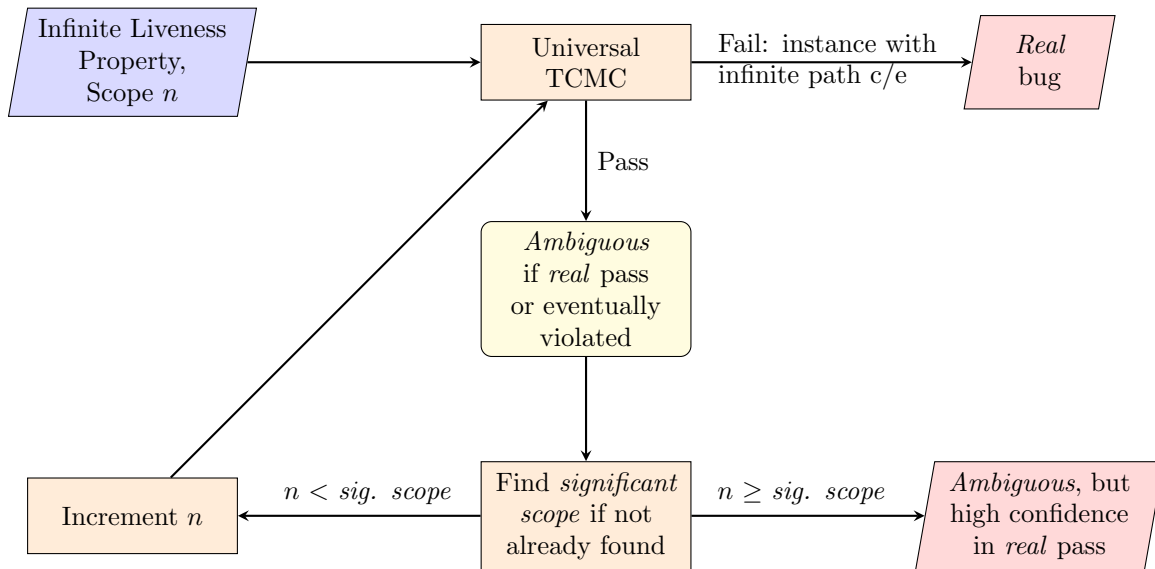 Infinite Liveness
Property,
Scope n
Universal
TCMC
Fail: instance with
infinite path c/e
Real
bug
Pass
Ambiguous
if real pass
or eventually
violated
Increment n
n < sig. scope
Find significant
scope if not
already found
n ≥ sig. scope
Ambiguous, but
high confidence
in real pass